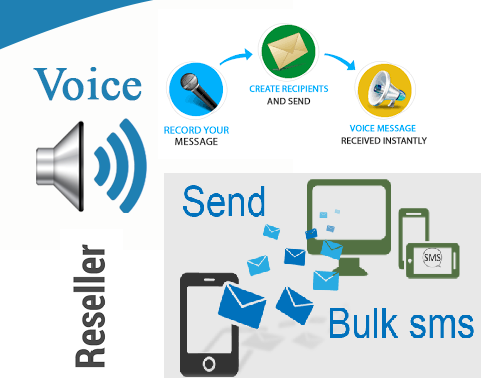 Voice
CREATE RECIPIENTS
AND SEND
RECORD YOUR
MESSAGE
VOICE MESSAGE
RECEIVED INSTANTLY
Send
SMS
Bulk sms
Reseller